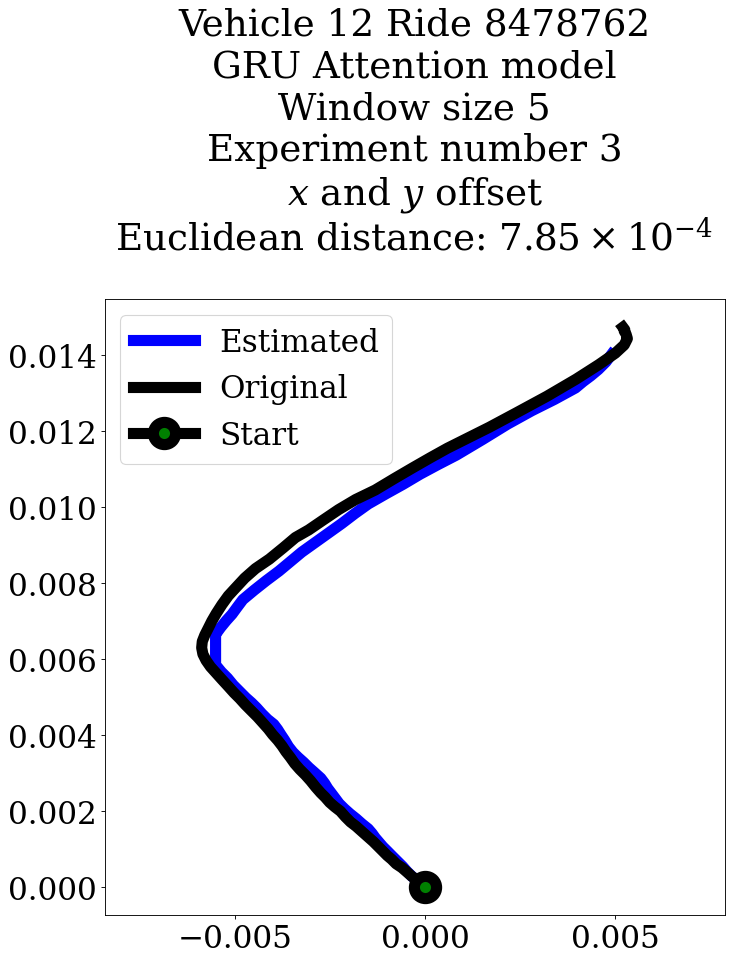 Vehicle 12 Ride 8478762
GRU Attention model
Window size 5
Experiment number 3
x and y offset
Euclidean distance: 7.85 × 10⁻⁴
Estimated
Original
Start
0.014
0.012
0.010
0.008
0.006
0.004
0.002
0.000
−0.005 0.000 0.005